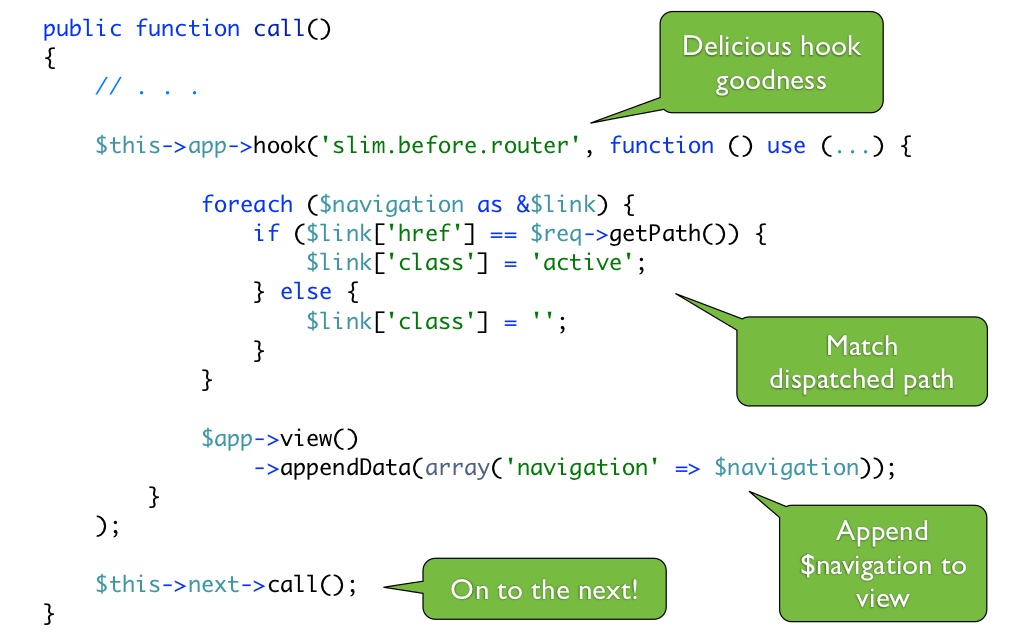 public function call()
{
    // . . .
Delicious hook
goodness
    $this->app->hook('slim.before.router', function () use (...) {
            foreach ($navigation as &$link) {
                if ($link['href'] == $req->getPath()) {
                    $link['class'] = 'active';
                } else {
                    $link['class'] = '';
                }
            }
Match
dispatched path
            $app->view()
                ->appendData(array('navigation' => $navigation));
        }
    );
Append
$navigation to
view
    $this->next->call();
On to the next!
}